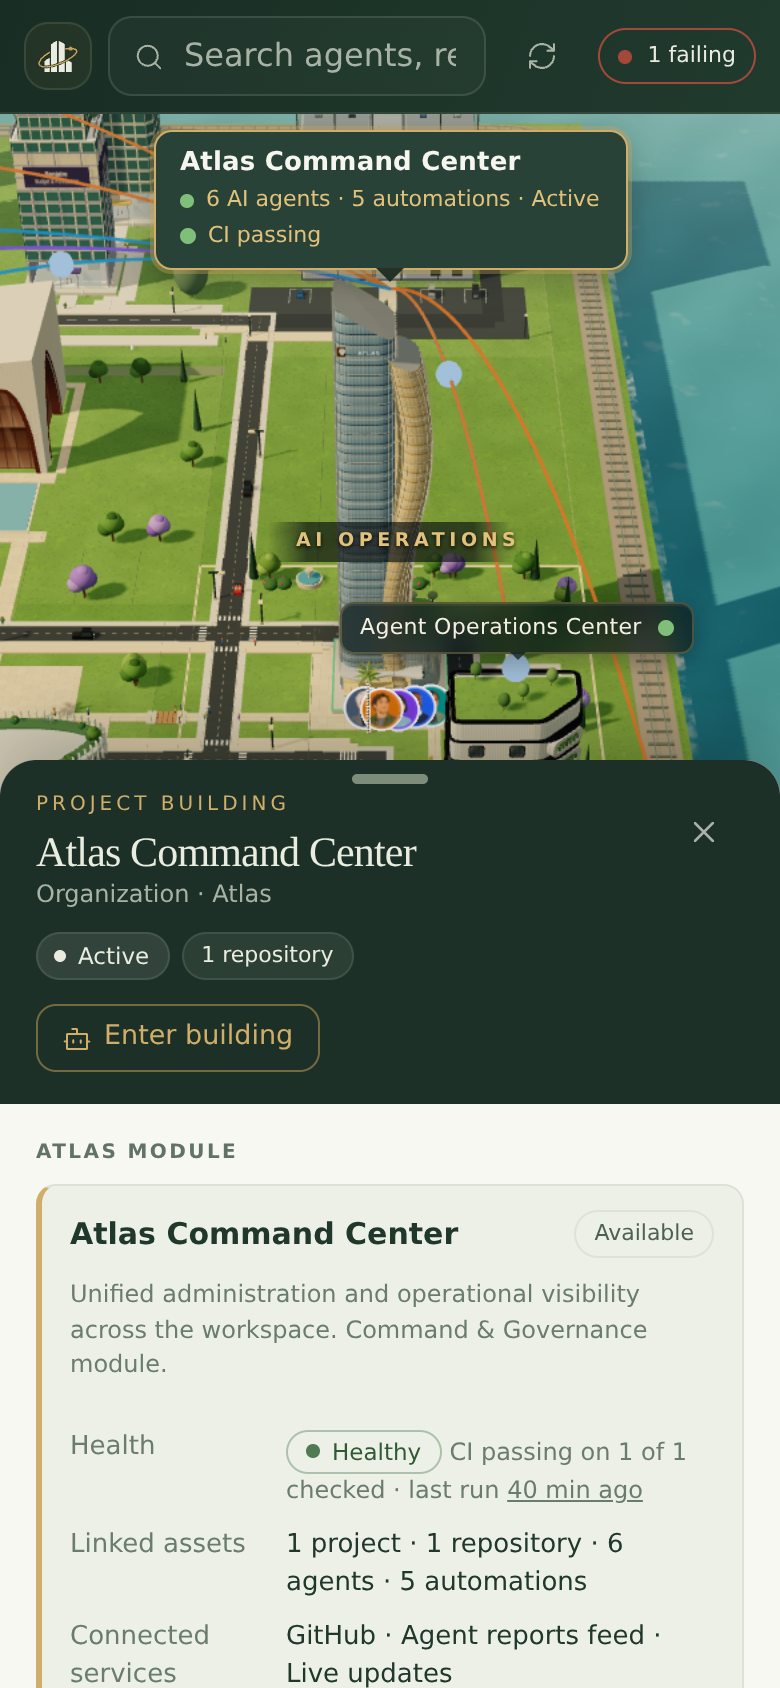 Search agents, re
1 failing
Atlas Command Center
6 AI agents · 5 automations · Active
CI passing
ATLAS
AI OPERATIONS
Agent Operations Center
PROJECT BUILDING
Atlas Command Center
Organization · Atlas
Active
1 repository
Enter building
ATLAS MODULE
Atlas Command Center
Available
Unified administration and operational visibility
across the workspace. Command & Governance
module.
Health
Healthy CI passing on 1 of 1
checked · last run 40 min ago
Linked assets
1 project · 1 repository · 6
agents · 5 automations
Connected
services
GitHub · Agent reports feed ·
Live updates